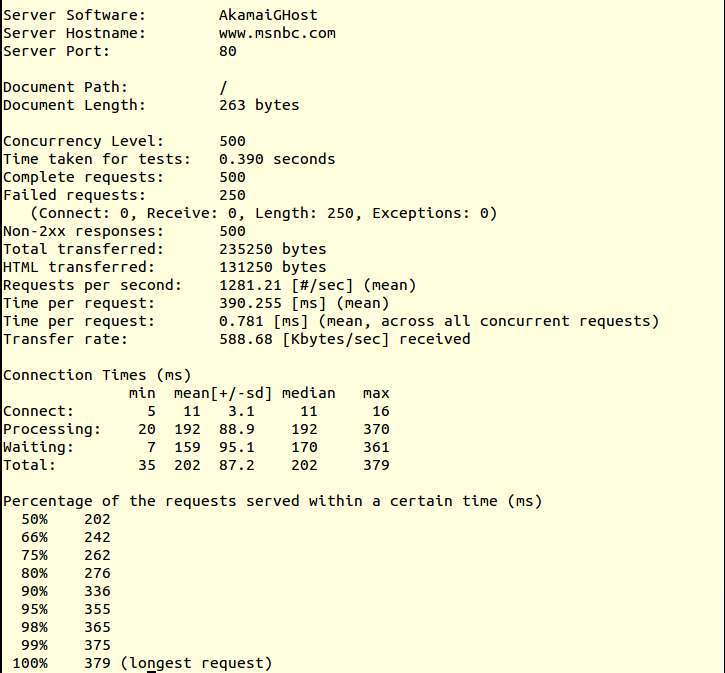 Server Software:        AkamaiGHost
Server Hostname:        www.msnbc.com
Server Port:            80

Document Path:          /
Document Length:        263 bytes

Concurrency Level:      500
Time taken for tests:   0.390 seconds
Complete requests:      500
Failed requests:        250
   (Connect: 0, Receive: 0, Length: 250, Exceptions: 0)
Non-2xx responses:      500
Total transferred:      235250 bytes
HTML transferred:       131250 bytes
Requests per second:    1281.21 [#/sec] (mean)
Time per request:       390.255 [ms] (mean)
Time per request:       0.781 [ms] (mean, across all concurrent requests)
Transfer rate:          588.68 [Kbytes/sec] received

Connection Times (ms)
              min  mean[+/-sd] median   max
Connect:        5   11   3.1     11      16
Processing:    20  192  88.9    192     370
Waiting:        7  159  95.1    170     361
Total:         35  202  87.2    202     379

Percentage of the requests served within a certain time (ms)
  50%    202
  66%    242
  75%    262
  80%    276
  90%    336
  95%    355
  98%    365
  99%    375
 100%    379 (longest request)